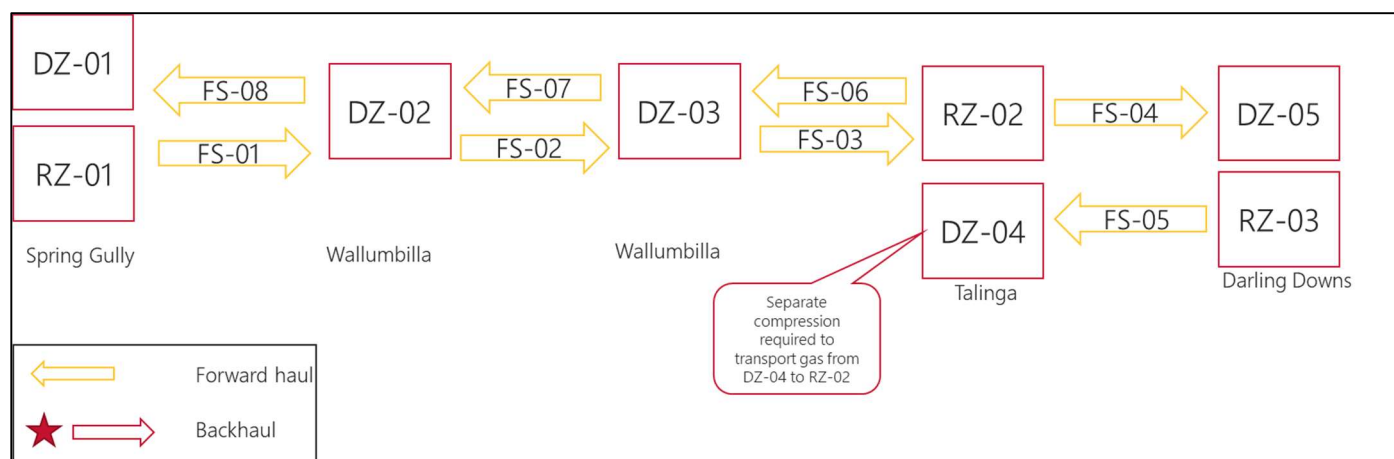 DZ-01
RZ-01
Spring Gully
FS-08
FS-01
DZ-02
Wallumbilla
FS-07
FS-02
DZ-03
Wallumbilla
FS-06
FS-03
RZ-02
DZ-04
Talinga
FS-04
FS-05
DZ-05
RZ-03
Darling Downs
Separate
compression
required to
transport gas from
DZ-04 to RZ-02
Forward haul
Backhaul